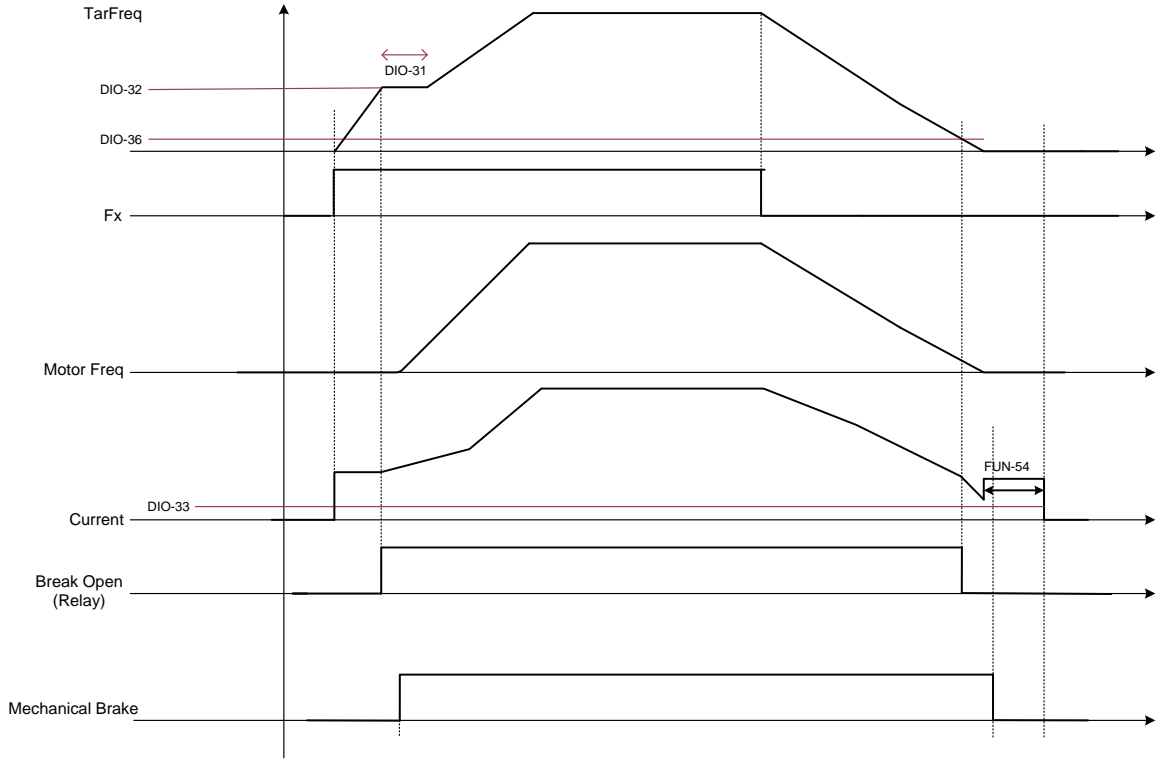 TarFreq
DIO-31
DIO-32
DIO-36
Fx
Motor Freq
FUN-54
DIO-33
Current
Break Open
(Relay)
Mechanical Brake